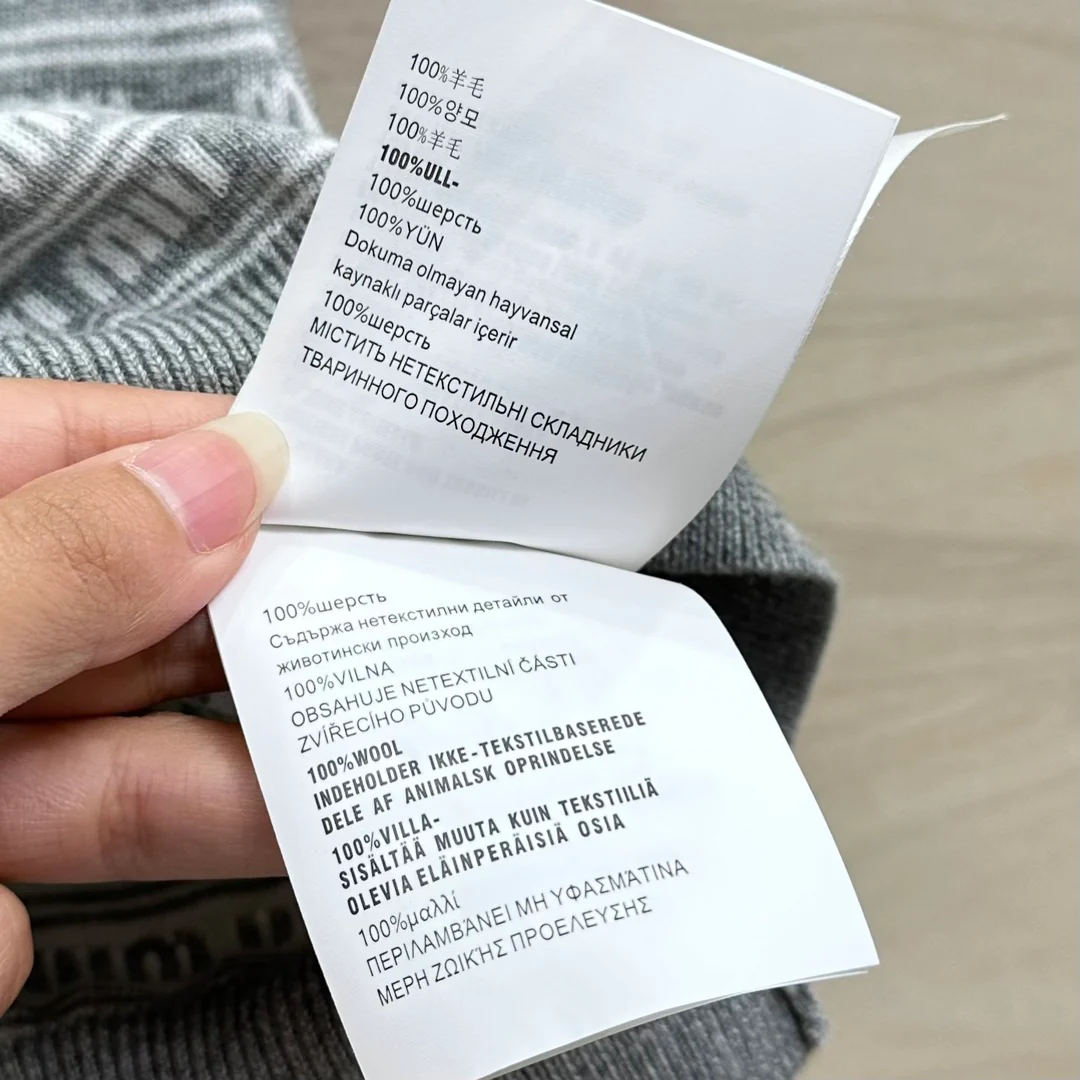 100%羊毛
100%양모
100%羊毛
100%ULL-
100%шерсть
100%YÜN
Dokuma olmayan hayvansal
kaynaklı parçalar içerir
100%шерсть
МІСТИТЬ НЕТЕКСТИЛЬНІ СКЛАДНИКИ
ТВАРИННОГО ПОХОДЖЕННЯ
100%шерсть
Съдържа нетекстилни детайли от
животински произход
100%VILNA
OBSAHUJE NETEXTILNÍ ČÁSTI
ZVÍŘECÍHO PŮVODU
100%WOOL
INDEHOLDER IKKE-TEKSTILBASEREDE
DELE AF ANIMALSK OPRINDELSE
100%VILLA-
SISÄLTÄÄ MUUTA KUIN TEKSTIILIÄ
OLEVIA ELÄINPERÄISIÄ OSIA
100%μαλλί
ΠΕΡΙΛΑΜΒΆΝΕΙ ΜΗ ΥΦΑΣΜΆΤΙΝΑ
ΜΕΡΗ ΖΩΙΚΉΣ ΠΡΟΕΛΕΥΣΗΣ